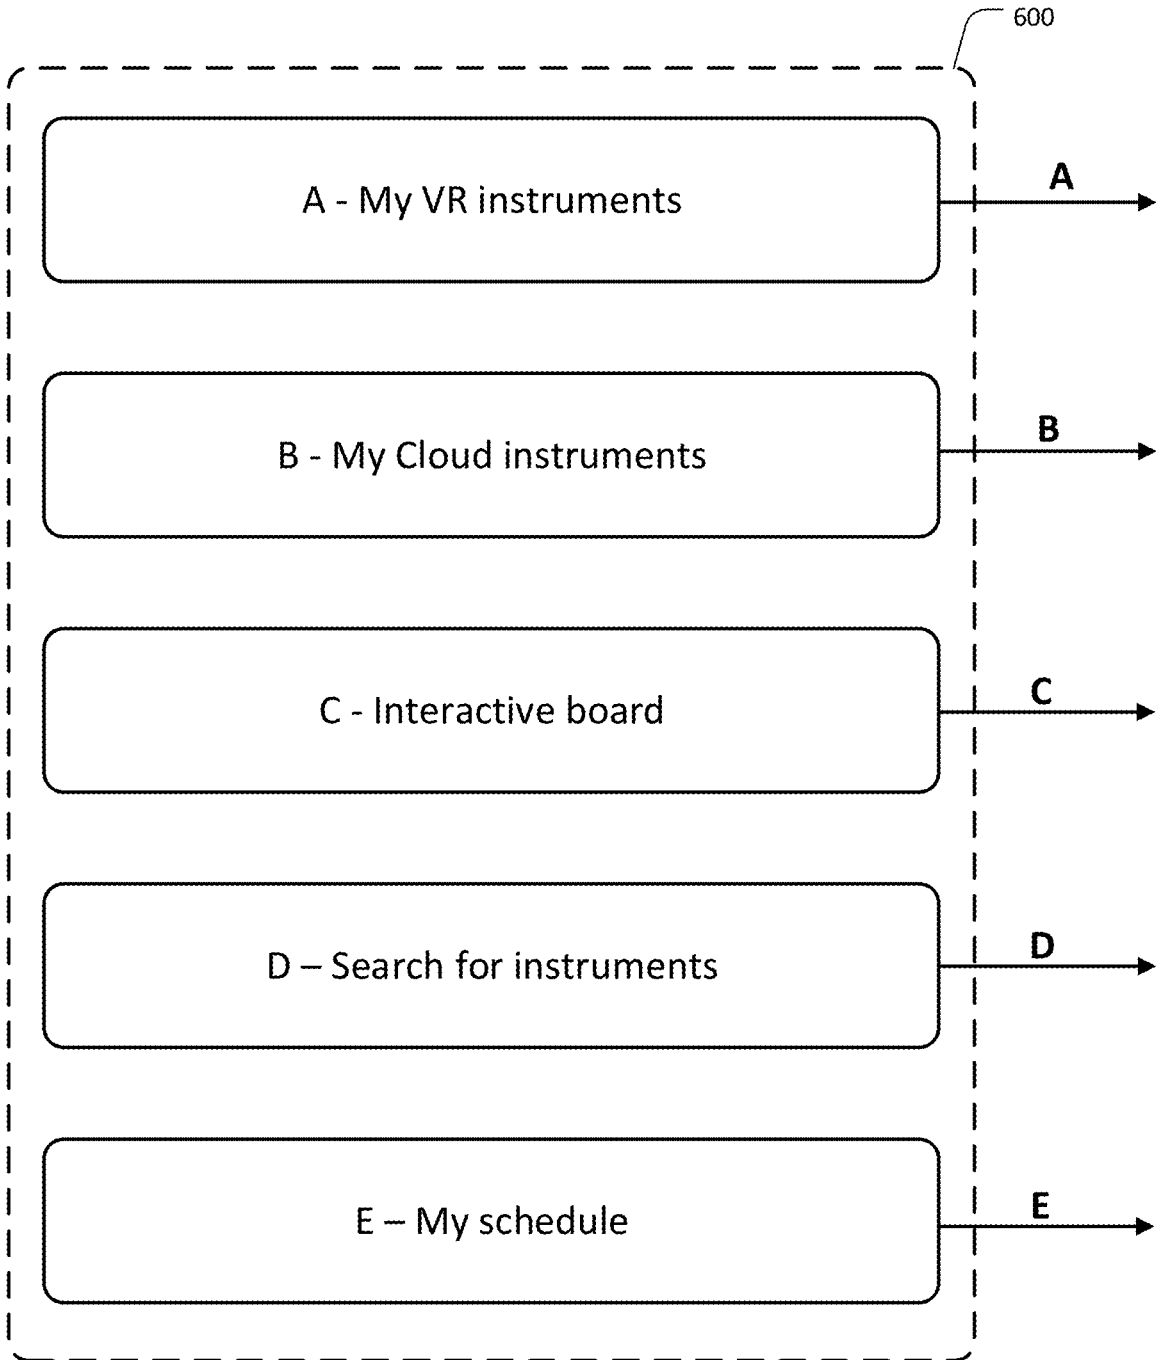 600
A - My VR instruments
A
B - My Cloud instruments
B
C - Interactive board
C
D – Search for instruments
D
E – My schedule
E